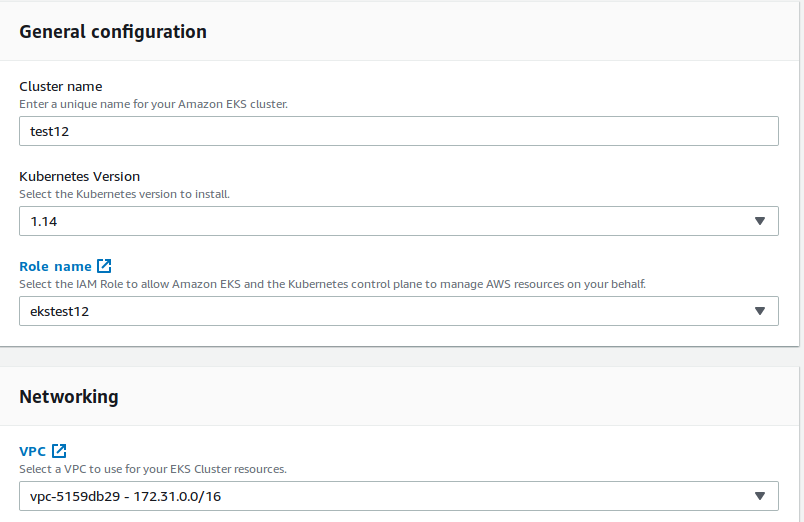 General configuration
Cluster name
Enter a unique name for your Amazon EKS cluster.
test12
Kubernetes Version
Select the Kubernetes version to install.
1.14
Role name
Select the IAM Role to allow Amazon EKS and the Kubernetes control plane to manage AWS resources on your behalf.
ekstest12
Networking
VPC
Select a VPC to use for your EKS Cluster resources.
vpc-5159db29 - 172.31.0.0/16